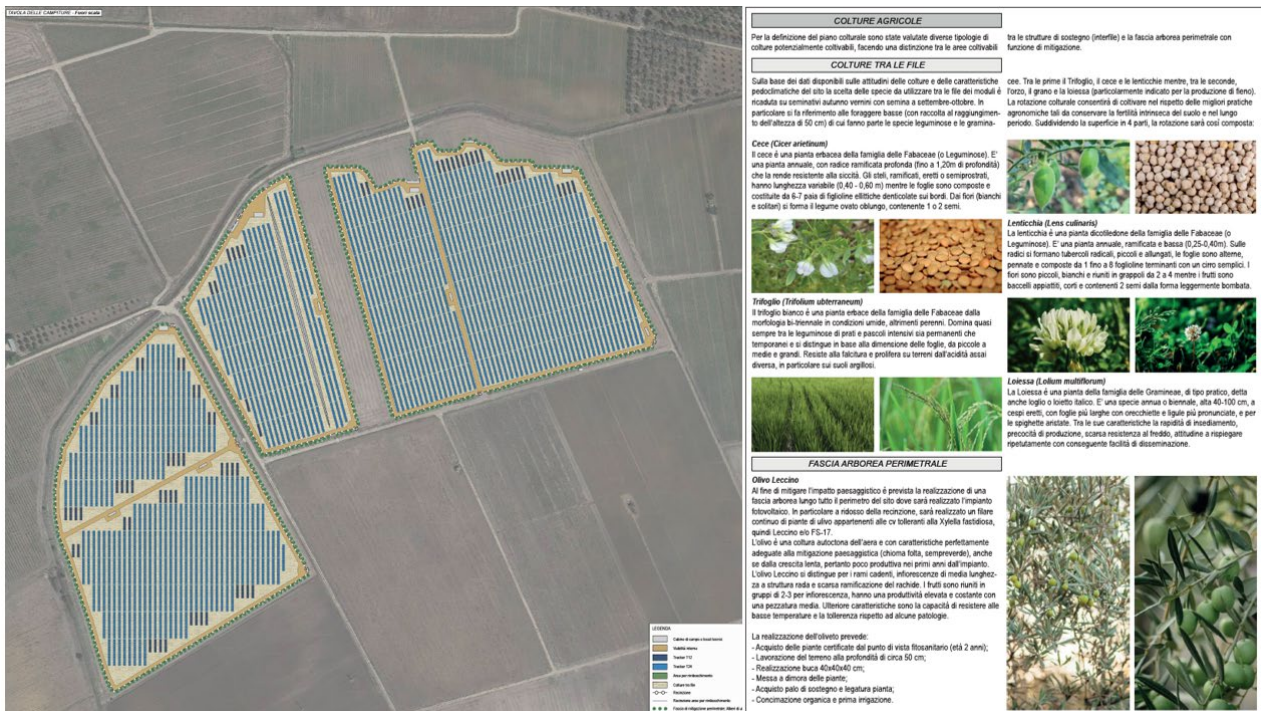 TAVOLA DELLE CAMPITURE - Fuori scala
LEGENDA
Cabine di campo e locali tecnici
Viabilità interna
Tracker T12
Tracker T24
Area per rimboschimento
Colture tra file
Recinzione
Recinzione area per rimboschimento
Fascia di mitigazione perimetrale: Alberi di u
COLTURE AGRICOLE
Per la definizione del piano colturale sono state valutate diverse tipologie di
colture potenzialmente coltivabili, facendo una distinzione tra le aree coltivabili
tra le strutture di sostegno (interfile) e la fascia arborea perimetrale con
funzione di mitigazione.
COLTURE TRA LE FILE
Sulla base dei dati disponibili sulle attitudini delle colture e delle caratteristiche
pedoclimatiche del sito la scelta delle specie da utilizzare tra le file dei moduli è
ricaduta su seminativi autunno vernini con semina a settembre-ottobre. In
particolare si fa riferimento alle foraggere basse (con raccolta al raggiungimen-
to dell'altezza di 50 cm) di cui fanno parte le specie leguminose e le gramina-
cee. Tra le prime il Trifoglio, il cece e le lenticchie mentre, tra le seconde,
l'orzo, il grano e la loiessa (particolarmente indicato per la produzione di fieno).
La rotazione colturale consentirà di coltivare nel rispetto delle migliori pratiche
agronomiche tali da conservare la fertilità intrinseca del suolo e nel lungo
periodo. Suddividendo la superficie in 4 parti, la rotazione sarà così composta:
Cece (Cicer arietinum)
Il cece è una pianta erbacea della famiglia delle Fabaceae (o Leguminose). E'
una pianta annuale, con radice ramificata profonda (fino a 1,20m di profondità)
che la rende resistente alla siccità. Gli steli, ramificati, eretti o semiprostrati,
hanno lunghezza variabile (0,40 - 0,60 m) mentre le foglie sono composte e
costituite da 6-7 paia di figlioline ellittiche denticolate sui bordi. Dai fiori (bianchi
e solitari) si forma il legume ovato oblungo, contenente 1 o 2 semi.
Lenticchia (Lens culinaris)
La lenticchia è una pianta dicotiledone della famiglia delle Fabaceae (o
Leguminose). E' una pianta annuale, ramificata e bassa (0,25-0,40m). Sulle
radici si formano tubercoli radicali, piccoli e allungati, le foglie sono alterne,
pennate e composte da 1 fino a 8 foglioline terminanti con un cirro semplici. I
fiori sono piccoli, bianchi e riuniti in grappoli da 2 a 4 mentre i frutti sono
baccelli appiattiti, corti e contenenti 2 semi dalla forma leggermente bombata.
Trifoglio (Trifolium ubterraneum)
Il trifoglio bianco è una pianta erbace della famiglia delle Fabaceae dalla
morfologia bi-triennale in condizioni umide, altrimenti perenni. Domina quasi
sempre tra le leguminose di prati e pascoli intensivi sia permanenti che
temporanei e si distingue in base alla dimensione delle foglie, da piccole a
medie e grandi. Resiste alla falcitura e prolifera su terreni dall'acidità assai
diversa, in particolare sui suoli argillosi.
Loiessa (Lolium multiflorum)
La Loiessa è una pianta della famiglia delle Gramineae, di tipo pratico, detta
anche loglio o loietto italico. E' una specie annua o biennale, alta 40-100 cm, a
cespi eretti, con foglie più larghe con orecchiette e ligule più pronunciate, e per
le spighette aristate. Tra le sue caratteristiche la rapidità di insediamento,
precocità di produzione, scarsa resistenza al freddo, attitudine a rispiegare
ripetutamente con conseguente facilità di disseminazione.
FASCIA ARBOREA PERIMETRALE
Olivo Leccino
Al fine di mitigare l'impatto paesaggistico è prevista la realizzazione di una
fascia arborea lungo tutto il perimetro del sito dove sarà realizzato l'impianto
fotovoltaico. In particolare a ridosso della recinzione, sarà realizzato un filare
continuo di piante di ulivo appartenenti alle cv tolleranti alla Xylella fastidiosa,
quindi Leccino e/o FS-17.
L'olivo è una coltura autoctona dell'aera e con caratteristiche perfettamente
adeguate alla mitigazione paesaggistica (chioma folta, sempreverde), anche
se dalla crescita lenta, pertanto poco produttiva nei primi anni dall'impianto.
L'olivo Leccino si distingue per i rami cadenti, infiorescenze di media lunghez-
za a struttura rada e scarsa ramificazione del rachide. I frutti sono riuniti in
gruppi di 2-3 per infiorescenza, hanno una produttività elevata e costante con
una pezzatura media. Ulteriore caratteristiche sono la capacità di resistere alle
basse temperature e la tollerenza rispetto ad alcune patologie.
La realizzazione dell'oliveto prevede:
- Acquisto delle piante certificate dal punto di vista fitosanitario (età 2 anni);
- Lavorazione del terreno alla profondità di circa 50 cm;
- Realizzazione buca 40x40x40 cm;
- Messa a dimora delle piante;
- Acquisto palo di sostegno e legatura pianta;
- Concimazione organica e prima irrigazione.